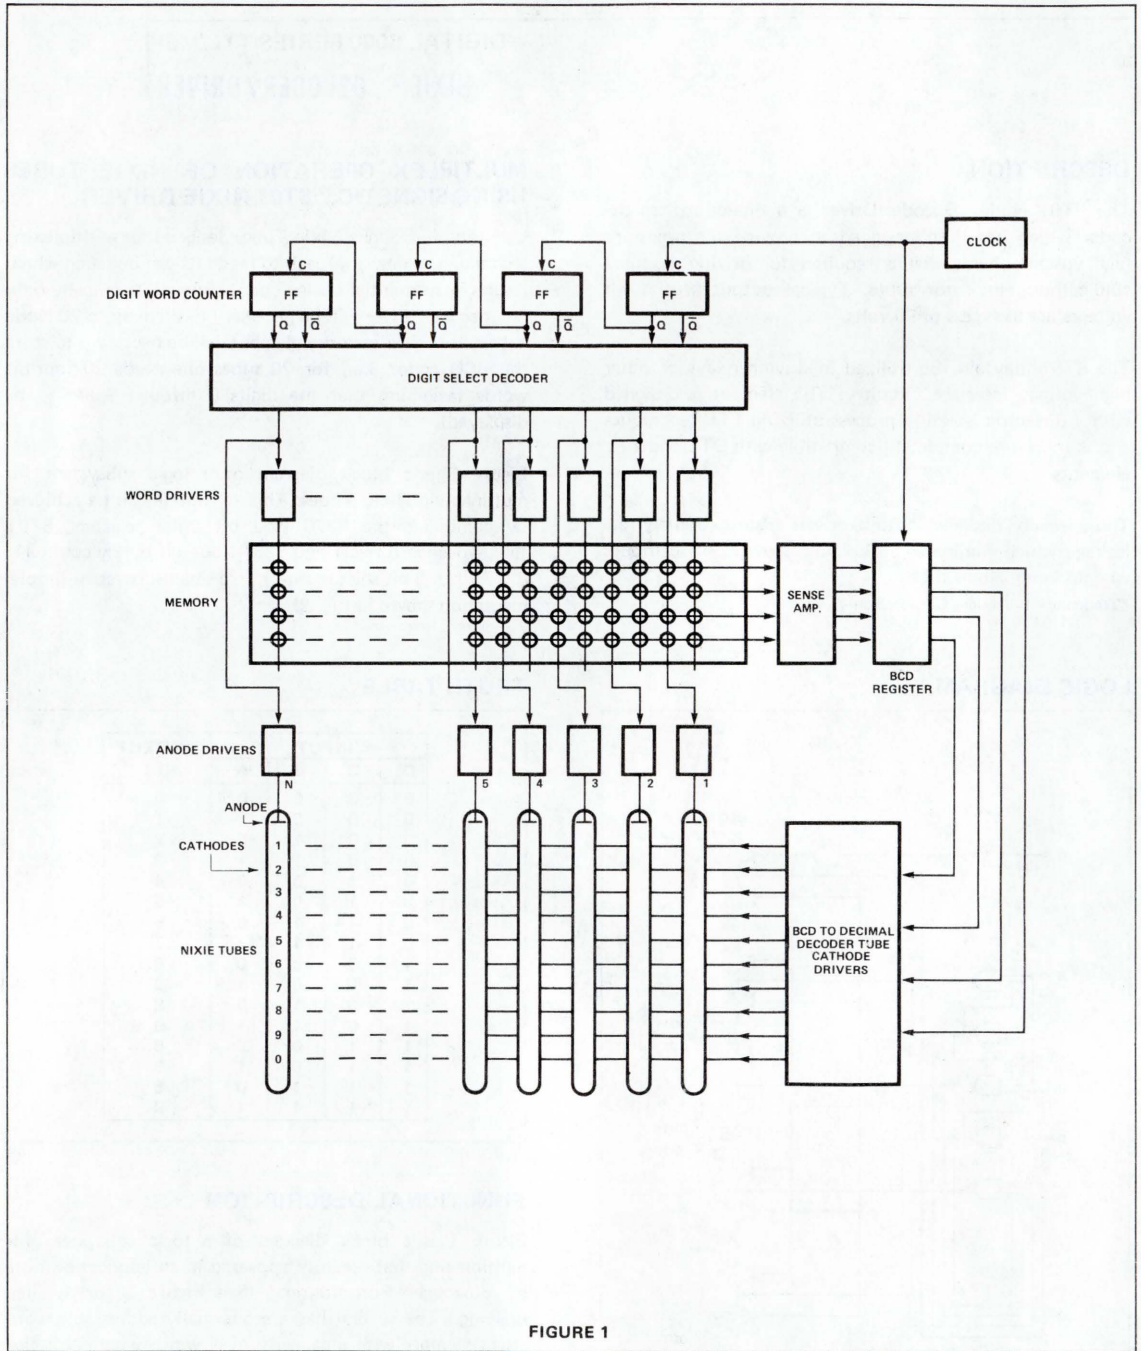 CLOCK
C C C C
DIGIT WORD COUNTER FF FF FF FF
Q Q̅ Q Q̅ Q Q̅ Q Q̅
DIGIT SELECT DECODER
WORD DRIVERS
MEMORY
SENSE AMP.
BCD REGISTER
ANODE DRIVERS
N 5 4 3 2 1
ANODE
CATHODES
1
2
3
4
NIXIE TUBES
5
6
7
8
9
0
BCD TO DECIMAL
DECODER TUBE
CATHODE
DRIVERS
FIGURE 1